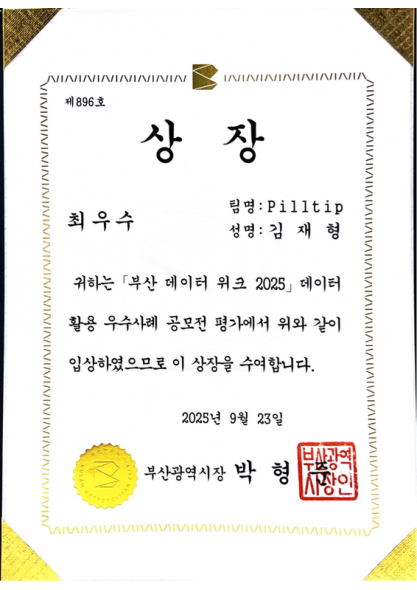 제896호
상 장
최우수
팀명:Pilltip
성명:김 재 형
귀하는 「부산 데이터 위크 2025」 데이터
활용 우수사례 공모전 평가에서 위와 같이
입상하였으므로 이 상장을 수여합니다.
2025년 9월 23일
부산광역시장 박 형 준
부산광역
시장인